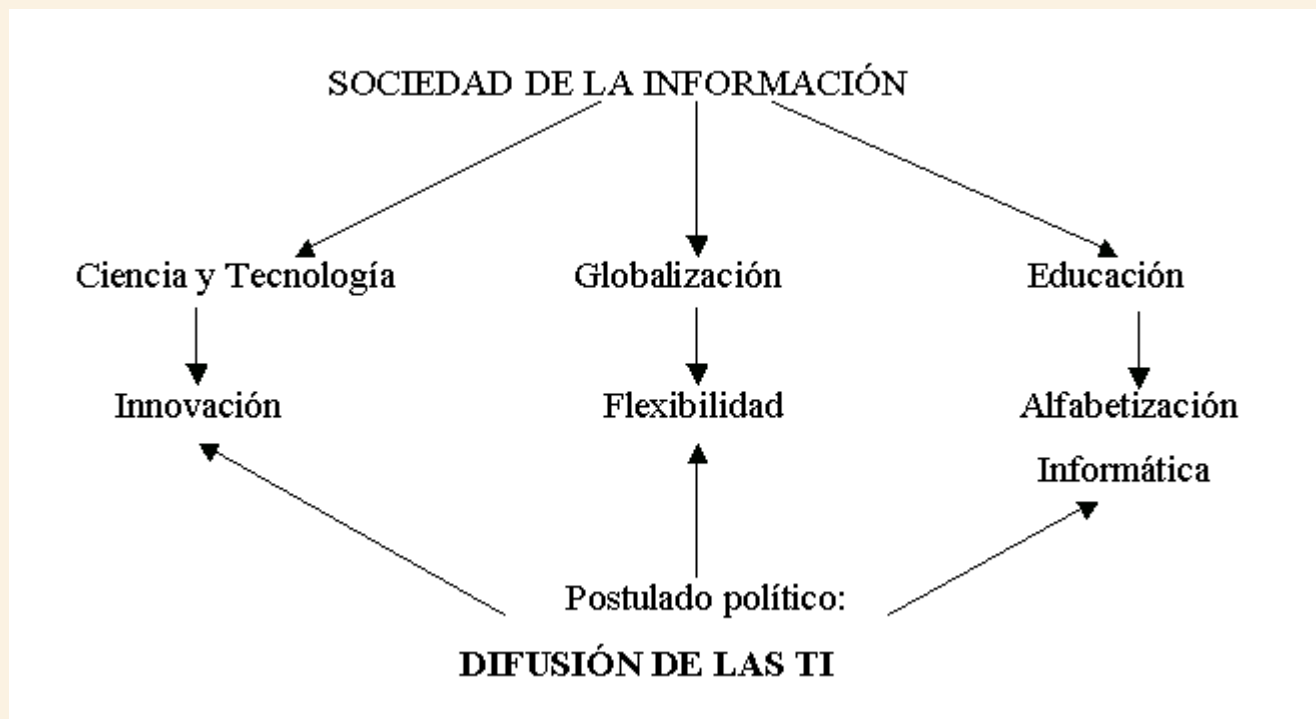 SOCIEDAD DE LA INFORMACIÓN
Ciencia y Tecnología
Globalización
Educación
Innovación
Flexibilidad
Alfabetización
Informática
Postulado político:
DIFUSIÓN DE LAS TI